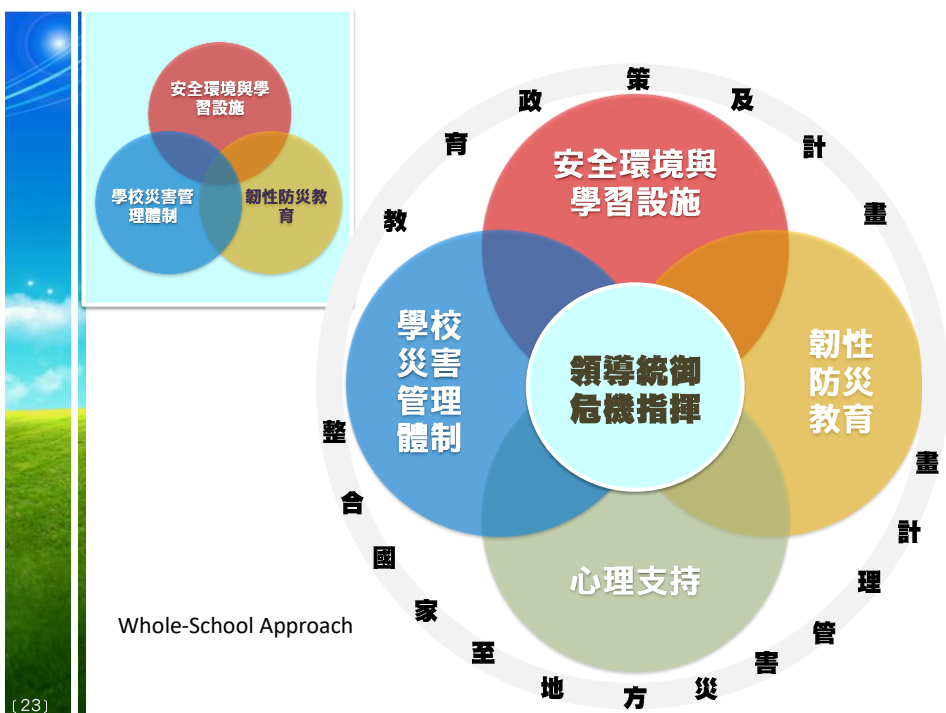 安全環境與學
習設施
學校災害管
理體制
韌性防災教
育
教育政策及計畫
安全環境與
學習設施
學校
災害
管理
體制
領導統御
危機指揮
韌性
防災
教育
心理支持
整合國家至地方災害管理計畫
Whole-School Approach
(23)